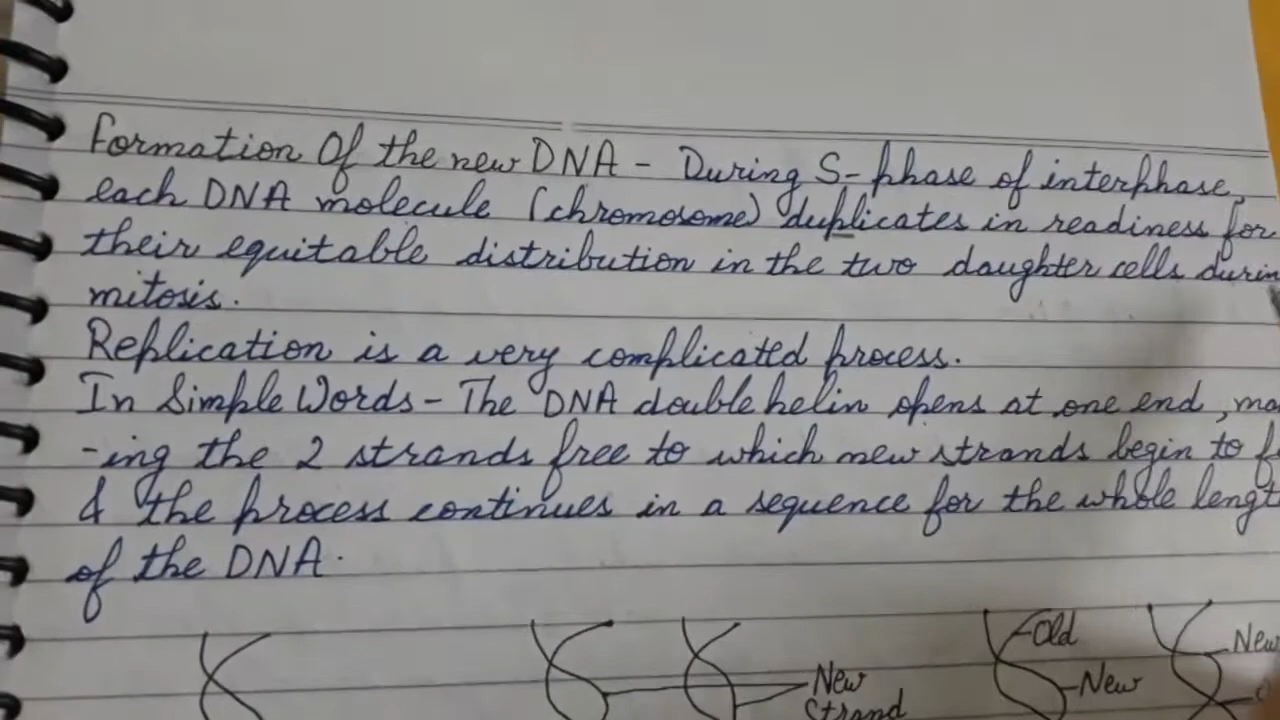 Formation Of the new DNA - During S-phase of interphase,
each DNA molecule (chromosome) duplicates in readiness for
their equitable distribution in the two daughter cells durin
mitosis.
Replication is a very complicated process.
In Simple Words - The DNA double helin opens at one end, ma
-ing the 2 strands free to which new strands begin to f
& the process continues in a sequence for the whole lengt
of the DNA.
Old
New
New
New
Strand